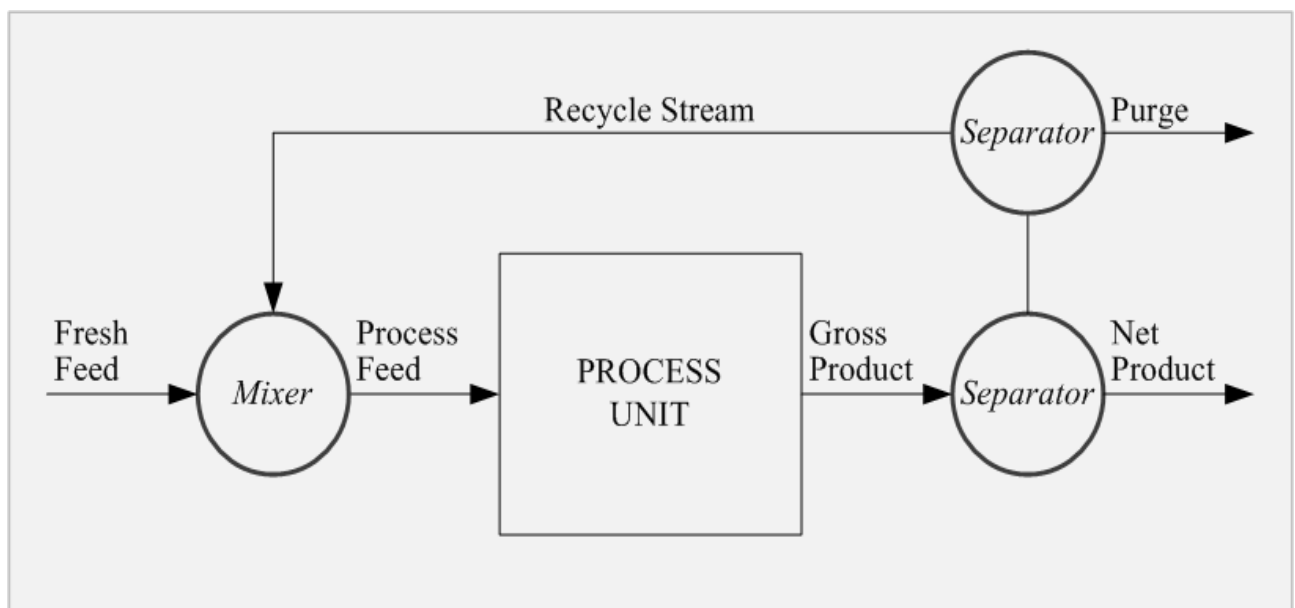 Recycle Stream
Separator
Purge
Fresh
Feed
Mixer
Process
Feed
PROCESS
UNIT
Gross
Product
Separator
Net
Product